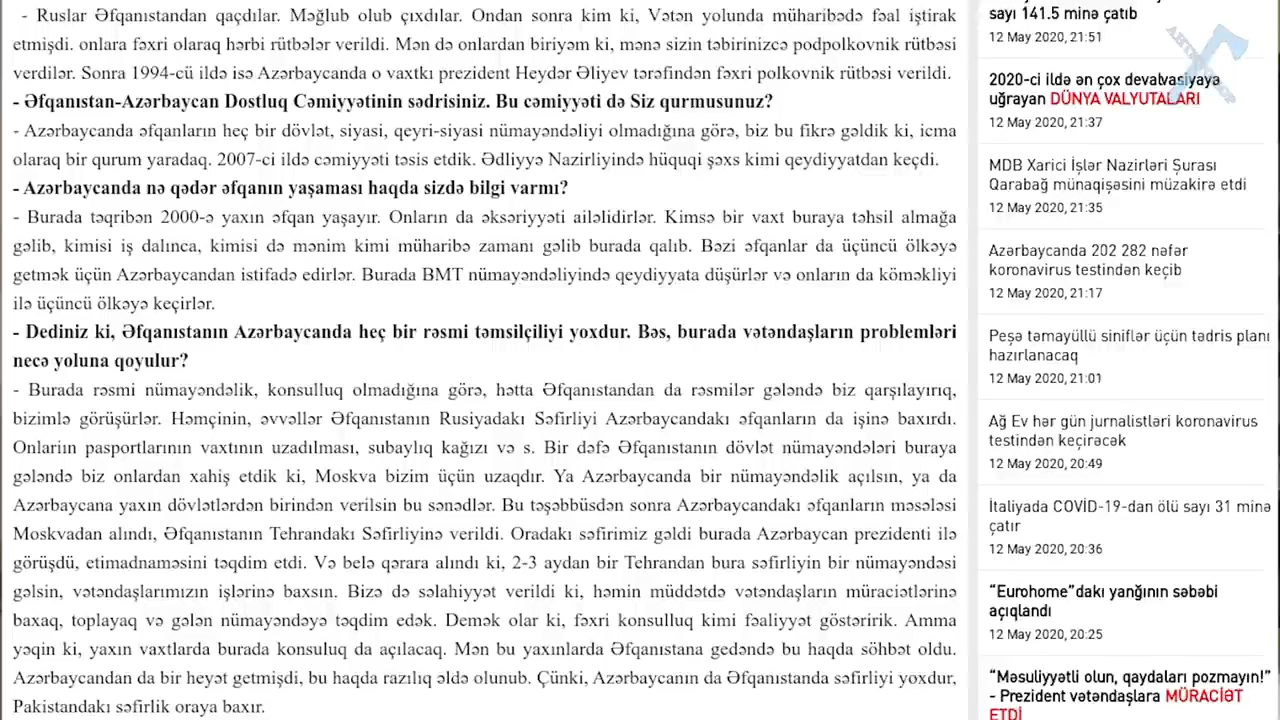 - Ruslar Əfqanıstandan qaçdılar. Məğlub olub çıxdılar. Ondan sonra kim ki, Vətən yolunda müharibədə fəal iştirak
etmişdi. onlara fəxri olaraq hərbi rütbələr verildi. Mən də onlardan biriyəm ki, mənə sizin təbirinizcə podpolkovnik rütbəsi
verdilər. Sonra 1994-cü ildə isə Azərbaycanda o vaxtkı prezident Heydər Əliyev tərəfindən fəxri polkovnik rütbəsi verildi.
- Əfqanıstan-Azərbaycan Dostluq Cəmiyyətinin sədrisiniz. Bu cəmiyyəti də Siz qurmusunuz?
- Azərbaycanda əfqanların heç bir dövlət, siyasi, qeyri-siyasi nümayəndəliyi olmadığına görə, biz bu fikrə gəldik ki, icma
olaraq bir qurum yaradaq. 2007-ci ildə cəmiyyəti təsis etdik. Ədliyyə Nazirliyində hüquqi şəxs kimi qeydiyyatdan keçdi.
- Azərbaycanda nə qədər əfqanın yaşaması haqda sizdə bilgi varmı?
- Burada təqribən 2000-ə yaxın əfqan yaşayır. Onların da əksəriyyəti ailəlidirlər. Kimsə bir vaxt buraya təhsil almağa
gəlib, kimisi iş dalınca, kimisi də mənim kimi müharibə zamanı gəlib burada qalıb. Bəzi əfqanlar da üçüncü ölkəyə
getmək üçün Azərbaycandan istifadə edirlər. Burada BMT nümayəndəliyində qeydiyyata düşürlər və onların da köməkliyi
ilə üçüncü ölkəyə keçirlər.
- Dediniz ki, Əfqanıstanın Azərbaycanda heç bir rəsmi təmsilçiliyi yoxdur. Bəs, burada vətəndaşların problemləri
necə yoluna qoyulur?
- Burada rəsmi nümayəndəlik, konsulluq olmadığına görə, hətta Əfqanıstandan da rəsmilər gələndə biz qarşılayırıq,
bizimlə görüşürlər. Həmçinin, əvvəllər Əfqanıstanın Rusiyadakı Səfirliyi Azərbaycandakı əfqanların da işinə baxırdı.
Onlariın pasportlarının vaxtının uzadılması, subaylıq kağızı və s. Bir dəfə Əfqanıstanın dövlət nümayəndələri buraya
gələndə biz onlardan xahiş etdik ki, Moskva bizim üçün uzaqdır. Ya Azərbaycanda bir nümayəndəlik açılsın, ya da
Azərbaycana yaxın dövlətlərdən birindən verilsin bu sənədlər. Bu təşəbbüsdən sonra Azərbaycandakı əfqanların məsələsi
Moskvadan alındı, Əfqanıstanın Tehrandakı Səfirliyinə verildi. Oradakı səfirimiz gəldi burada Azərbaycan prezidenti ilə
görüşdü, etimadnaməsini təqdim etdi. Və belə qərara alındı ki, 2-3 aydan bir Tehrandan bura səfirliyin bir nümayəndəsi
gəlsin, vətəndaşlarımızın işlərinə baxsın. Bizə də səlahiyyət verildi ki, həmin müddətdə vətəndaşların müraciətlərinə
baxaq, toplayaq və gələn nümayəndəyə təqdim edək. Demək olar ki, fəxri konsulluq kimi fəaliyyət göstəririk. Amma
yəqin ki, yaxın vaxtlarda burada konsuluq da açılacaq. Mən bu yaxınlarda Əfqanıstana gedəndə bu haqda söhbət oldu.
Azərbaycandan da bir heyət getmişdi, bu haqda razılıq əldə olunub. Çünki, Azərbaycanın da Əfqanıstanda səfirliyi yoxdur,
Pakistandakı səfirlik oraya baxır.
sayı 141.5 minə çatıb
12 May 2020, 21:51
2020-ci ildə ən çox devalvasiyaya
uğrayan DÜNYA VALYUTALARI
12 May 2020, 21:37
MDB Xarici İşlər Nazirləri Şurası
Qarabağ münaqişəsini müzakirə etdi
12 May 2020, 21:35
Azərbaycanda 202 282 nəfər
koronavirus testindən keçib
12 May 2020, 21:17
Peşə təmayüllü siniflər üçün tədris planı
hazırlanacaq
12 May 2020, 21:01
Ağ Ev hər gün jurnalistləri koronavirus
testindən keçirəcək
12 May 2020, 20:49
İtaliyada COVİD-19-dan ölü sayı 31 minə
çatır
12 May 2020, 20:36
“Eurohome”dakı yanğının səbəbi
açıqlandı
12 May 2020, 20:25
“Məsuliyyətli olun, qaydaları pozmayın!”
- Prezident vətəndaşlara MÜRACİƏT
ETDİ